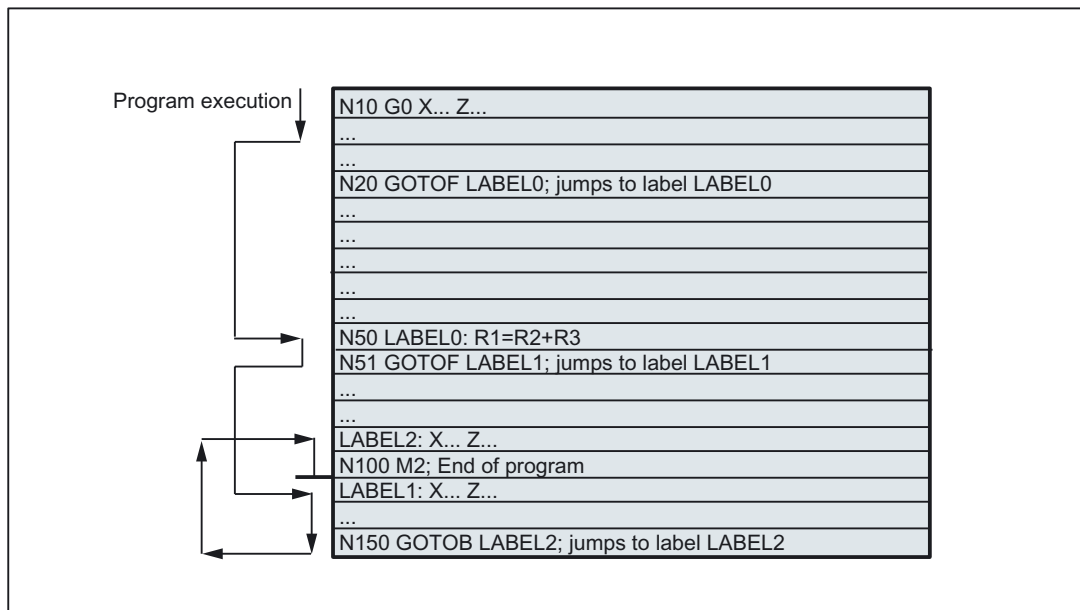 Program execution
N10 G0 X... Z...
...
...
N20 GOTOF LABEL0; jumps to label LABEL0
...
...
...
...
...
N50 LABEL0: R1=R2+R3
N51 GOTOF LABEL1; jumps to label LABEL1
...
...
LABEL2: X... Z...
N100 M2; End of program
LABEL1: X... Z...
...
N150 GOTOB LABEL2; jumps to label LABEL2